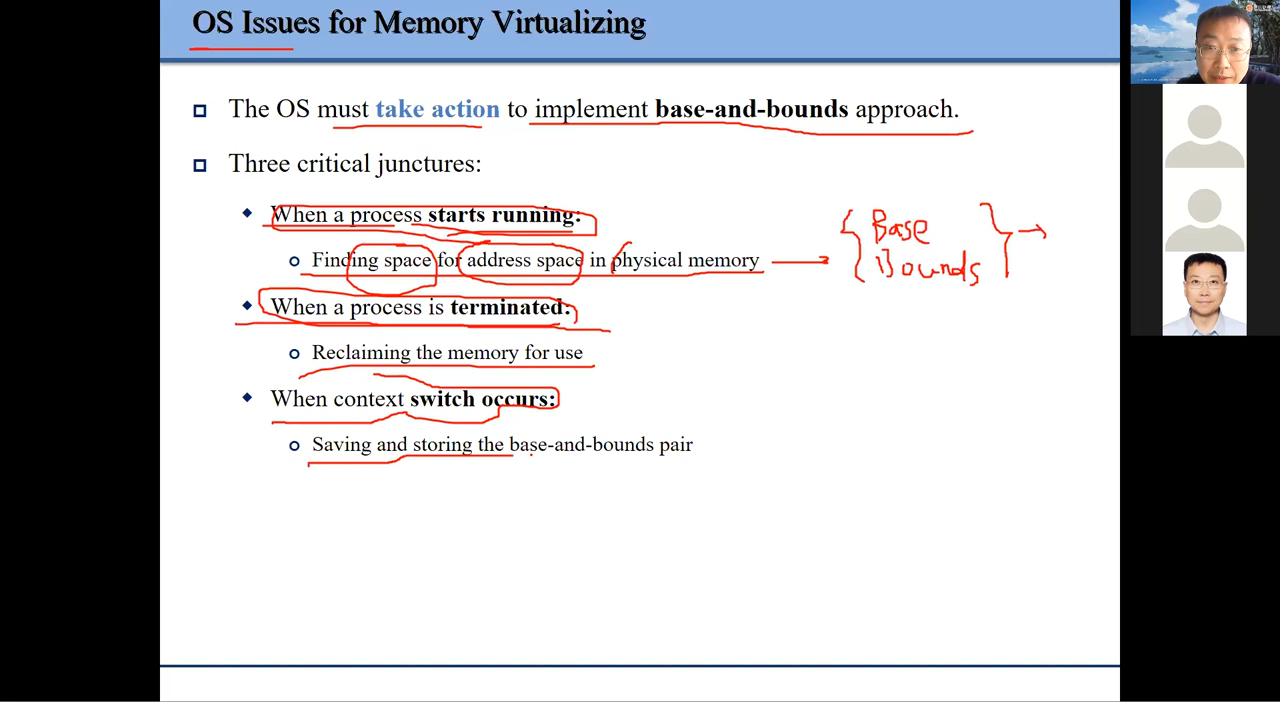 OS Issues for Memory Virtualizing
The OS must take action to implement base-and-bounds approach.
Three critical junctures:
When a process starts running:
Finding space for address space in physical memory
Base
Bounds
When a process is terminated:
Reclaiming the memory for use
When context switch occurs:
Saving and storing the base-and-bounds pair